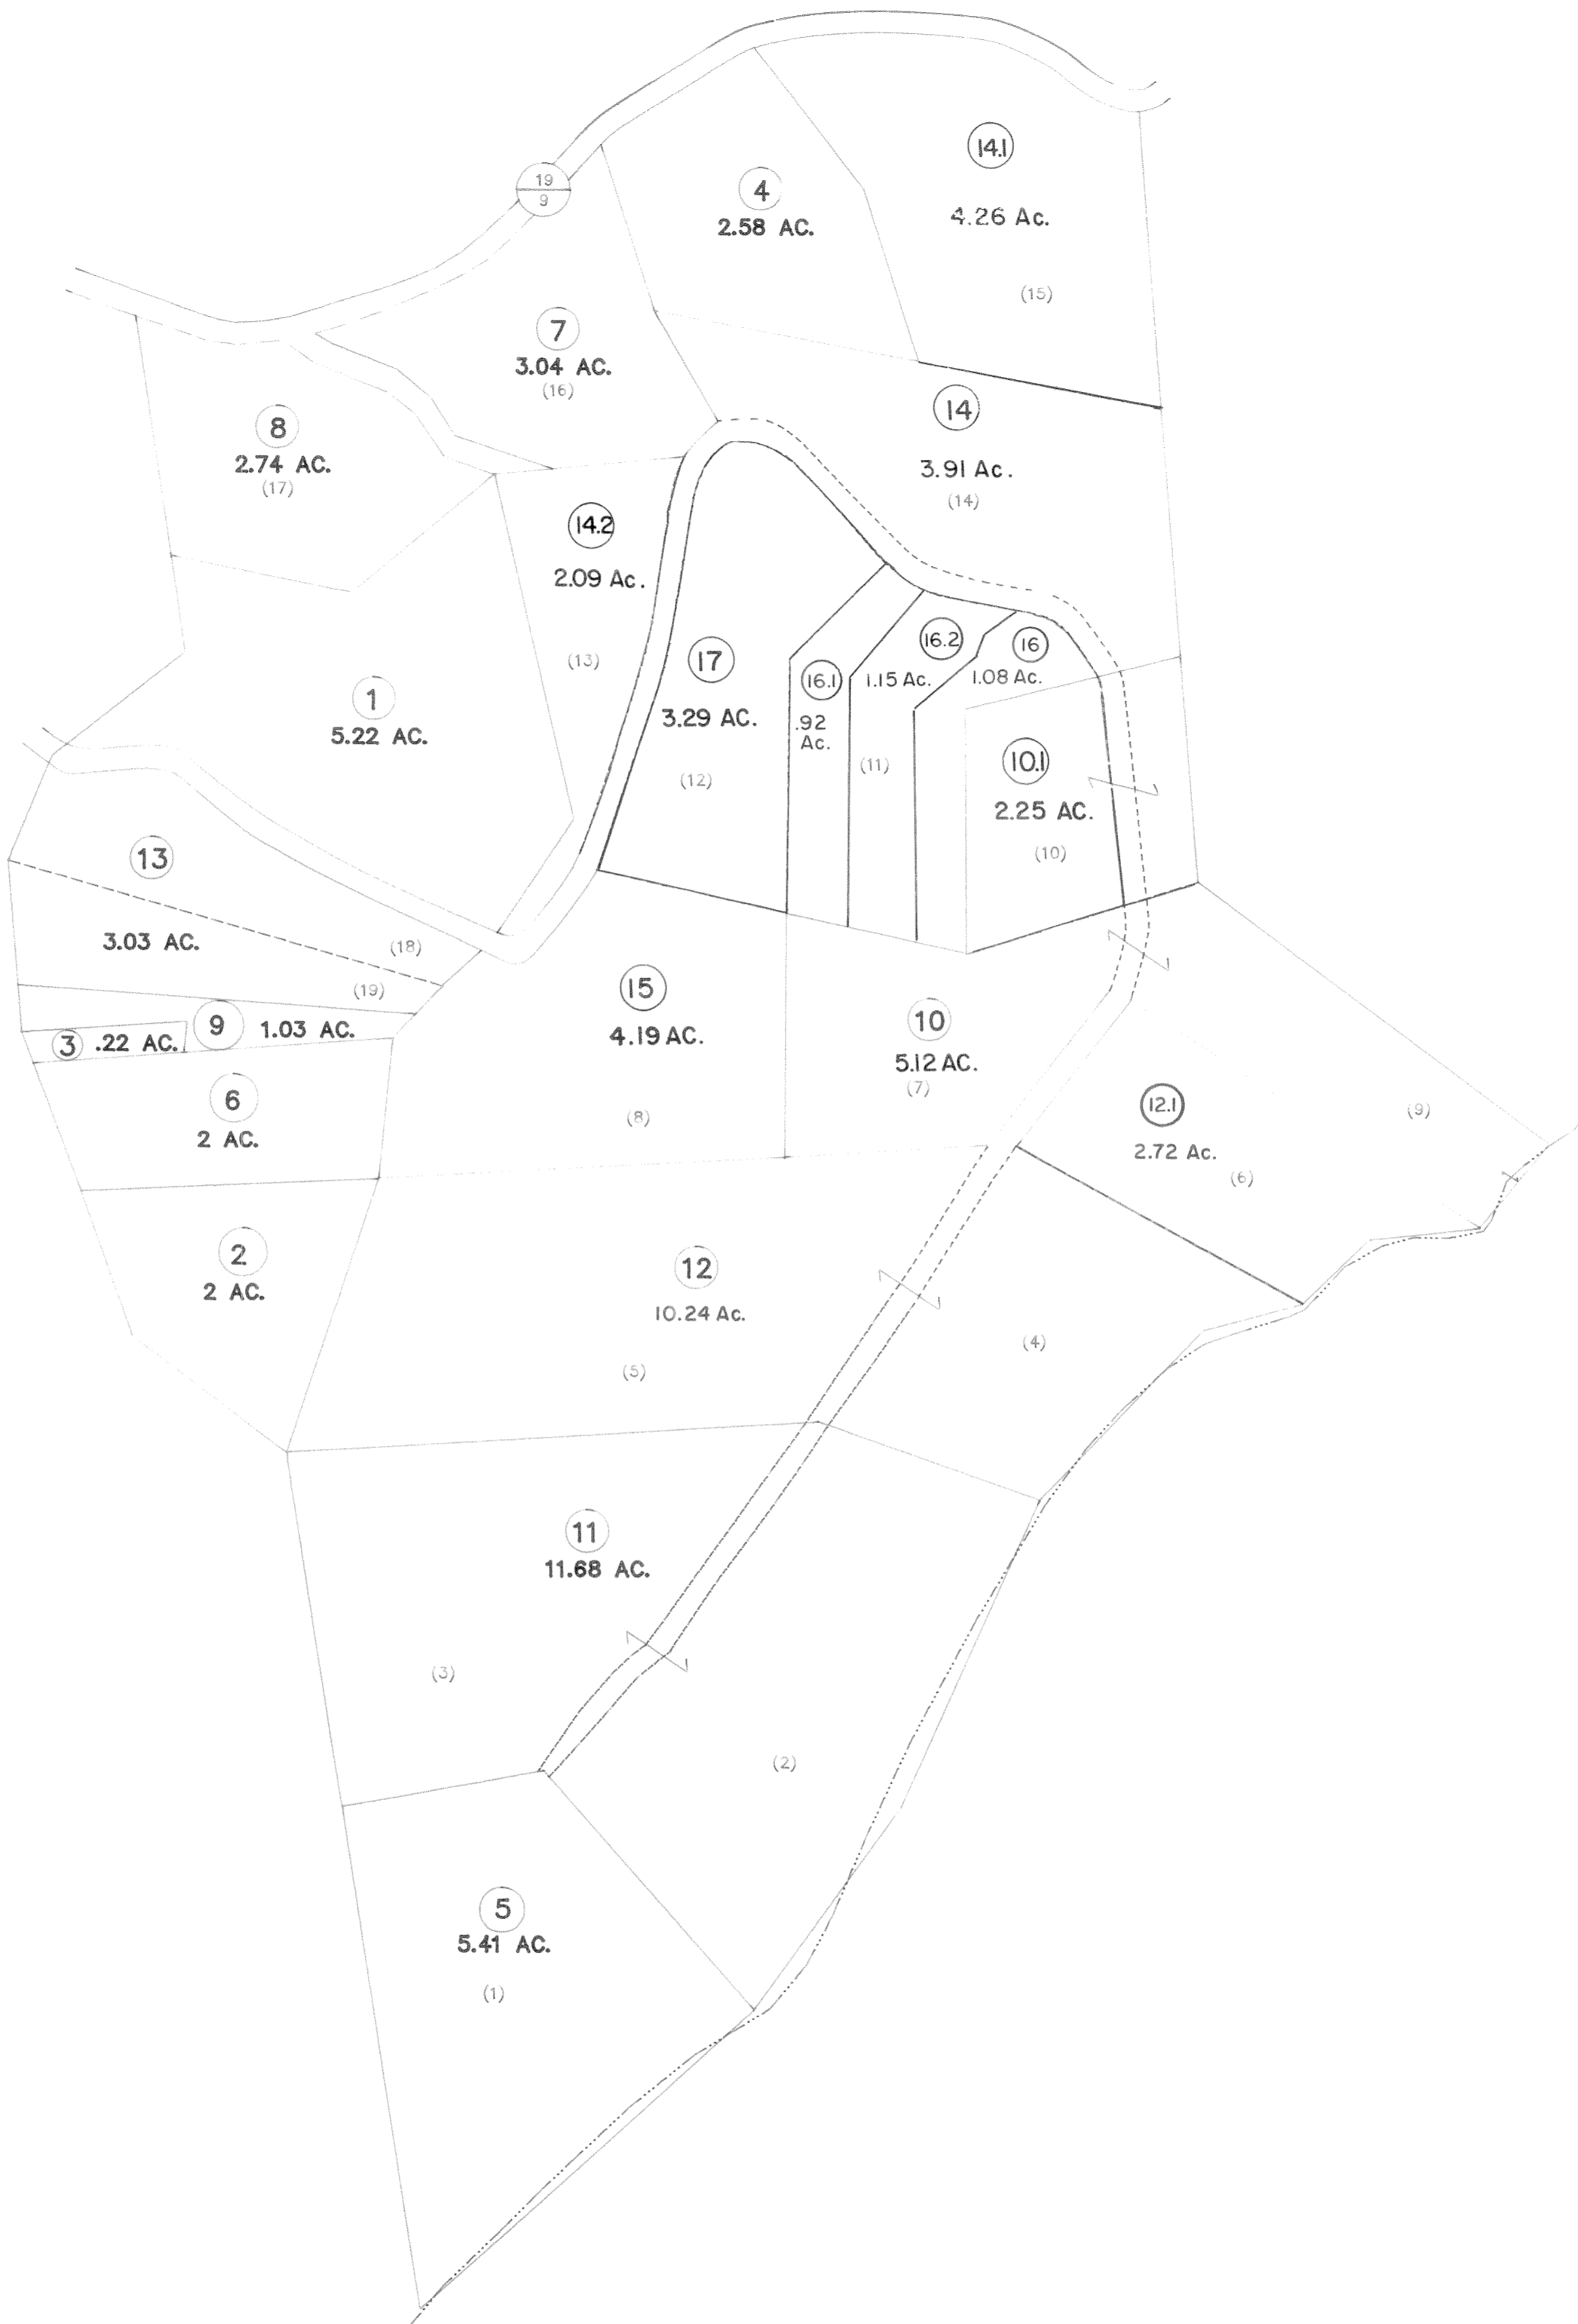 14.1
19
9
4
4.26 Ac.
2.58 AC.
(15)
7
3.04 AC.
(16)
14
8
2.74 AC.
(17)
3.91 Ac.
(14)
14.2
2.09 Ac.
(13)
17
3.29 AC.
(12)
16.1
.92
Ac.
16.2
1.15 Ac.
(11)
16
1.08 Ac.
1
5.22 AC.
10.1
2.25 AC.
(10)
13
3.03 AC.
(18)
(19)
15
4.19 AC.
(8)
9
1.03 AC.
3
.22 AC.
10
5.12 AC.
(7)
6
2 AC.
12.1
2.72 Ac.
(6)
(9)
2
2 AC.
12
10.24 Ac.
(5)
(4)
11
11.68 AC.
(3)
(2)
5
5.41 AC.
(1)